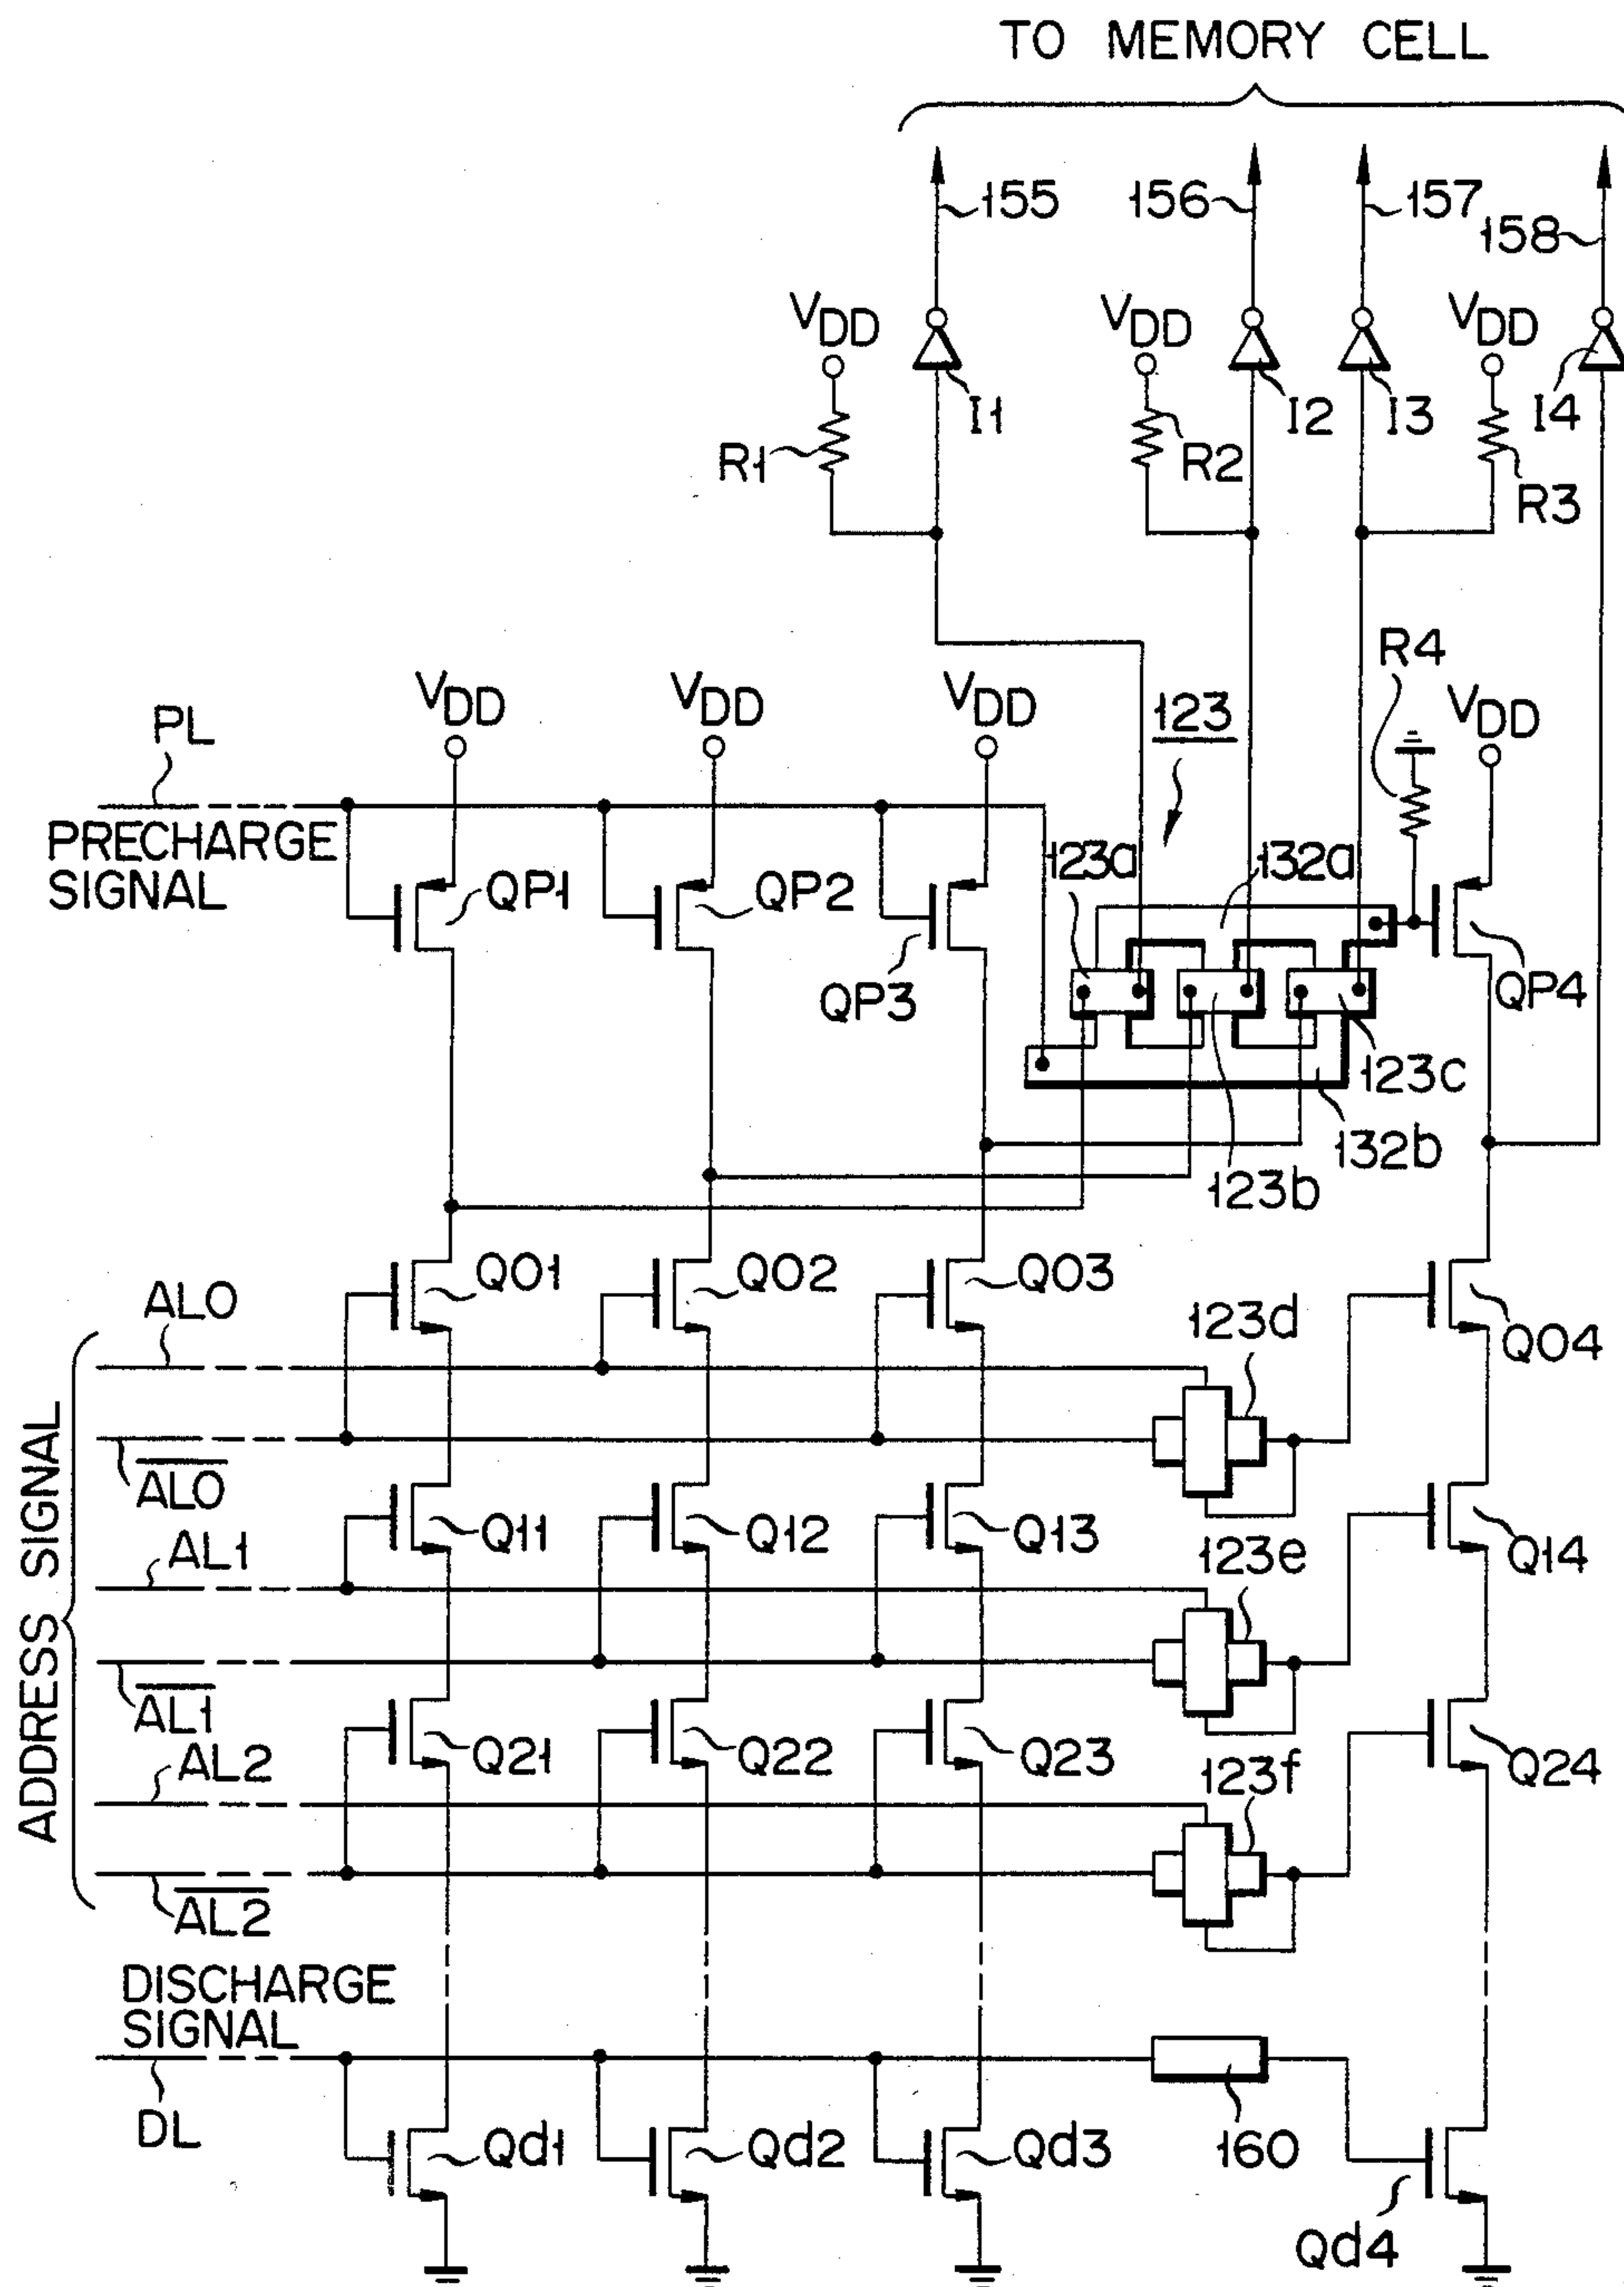 TO MEMORY CELL
155
156
157
158
VDD
VDD
VDD
I1
I2
I3
I4
R1
R2
R3
R4
VDD
VDD
VDD
VDD
PL
123
PRECHARGE
SIGNAL
QP1
QP2
QP3
123a
132a
QP4
123c
132b
123b
Q01
Q02
Q03
Q04
AL0
123d
A̅L̅0̅
Q11
Q12
Q13
Q14
AL1
123e
A̅L̅1̅
Q21
Q22
Q23
Q24
AL2
123f
A̅L̅2̅
ADDRESS SIGNAL
DISCHARGE
SIGNAL
DL
Qd1
Qd2
Qd3
160
Qd4